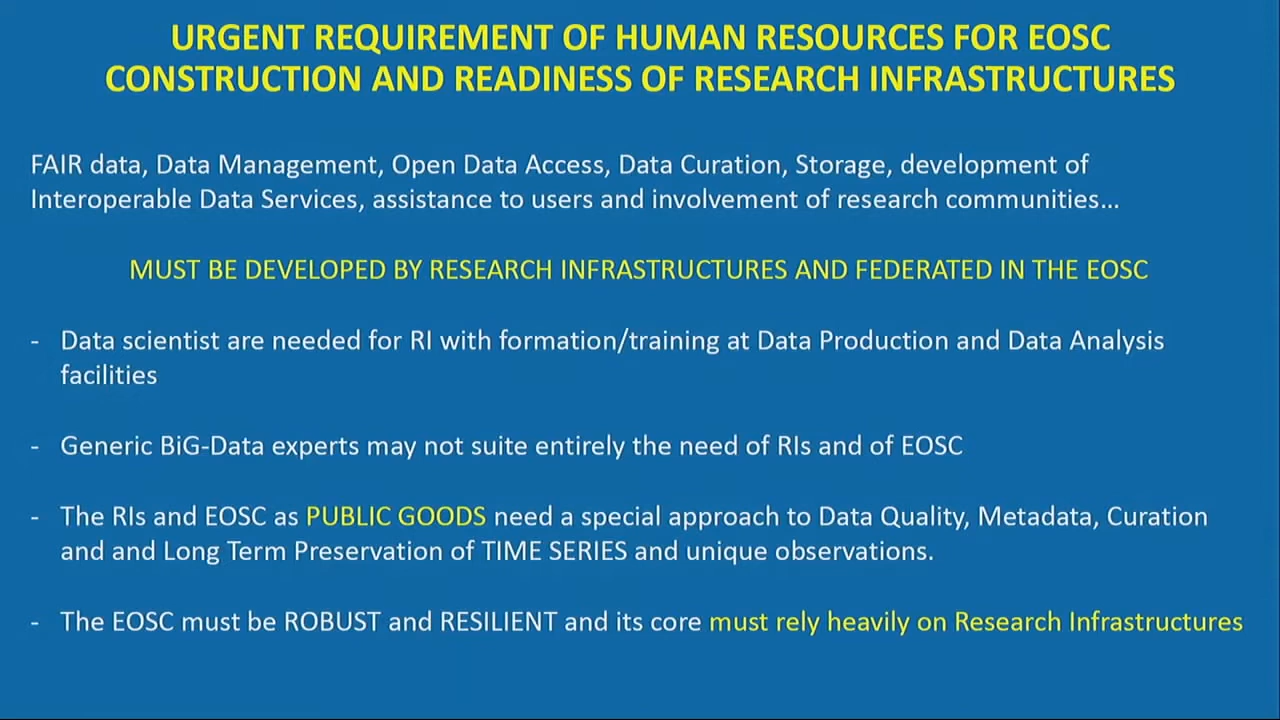 URGENT REQUIREMENT OF HUMAN RESOURCES FOR EOSC
CONSTRUCTION AND READINESS OF RESEARCH INFRASTRUCTURES
FAIR data, Data Management, Open Data Access, Data Curation, Storage, development of
Interoperable Data Services, assistance to users and involvement of research communities…
MUST BE DEVELOPED BY RESEARCH INFRASTRUCTURES AND FEDERATED IN THE EOSC
- Data scientist are needed for RI with formation/training at Data Production and Data Analysis
facilities
- Generic BiG-Data experts may not suite entirely the need of RIs and of EOSC
- The RIs and EOSC as PUBLIC GOODS need a special approach to Data Quality, Metadata, Curation
and and Long Term Preservation of TIME SERIES and unique observations.
- The EOSC must be ROBUST and RESILIENT and its core must rely heavily on Research Infrastructures